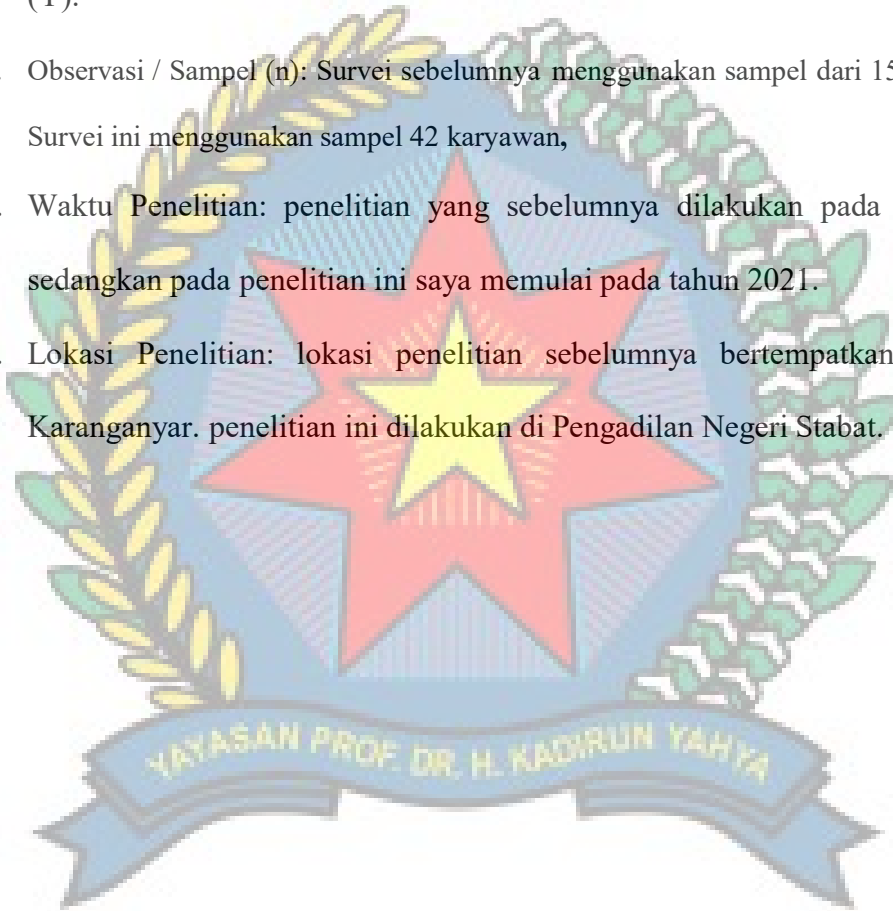 (Y).
Observasi / Sampel (n): Survei sebelumnya menggunakan sampel dari 15
Survei ini menggunakan sampel 42 karyawan,
Waktu Penelitian: penelitian yang sebelumnya dilakukan pada
sedangkan pada penelitian ini saya memulai pada tahun 2021.
Lokasi Penelitian: lokasi penelitian sebelumnya bertempatkan
Karanganyar. penelitian ini dilakukan di Pengadilan Negeri Stabat.
YAYASAN PROF. DR. H. KADIRUN YAHYA